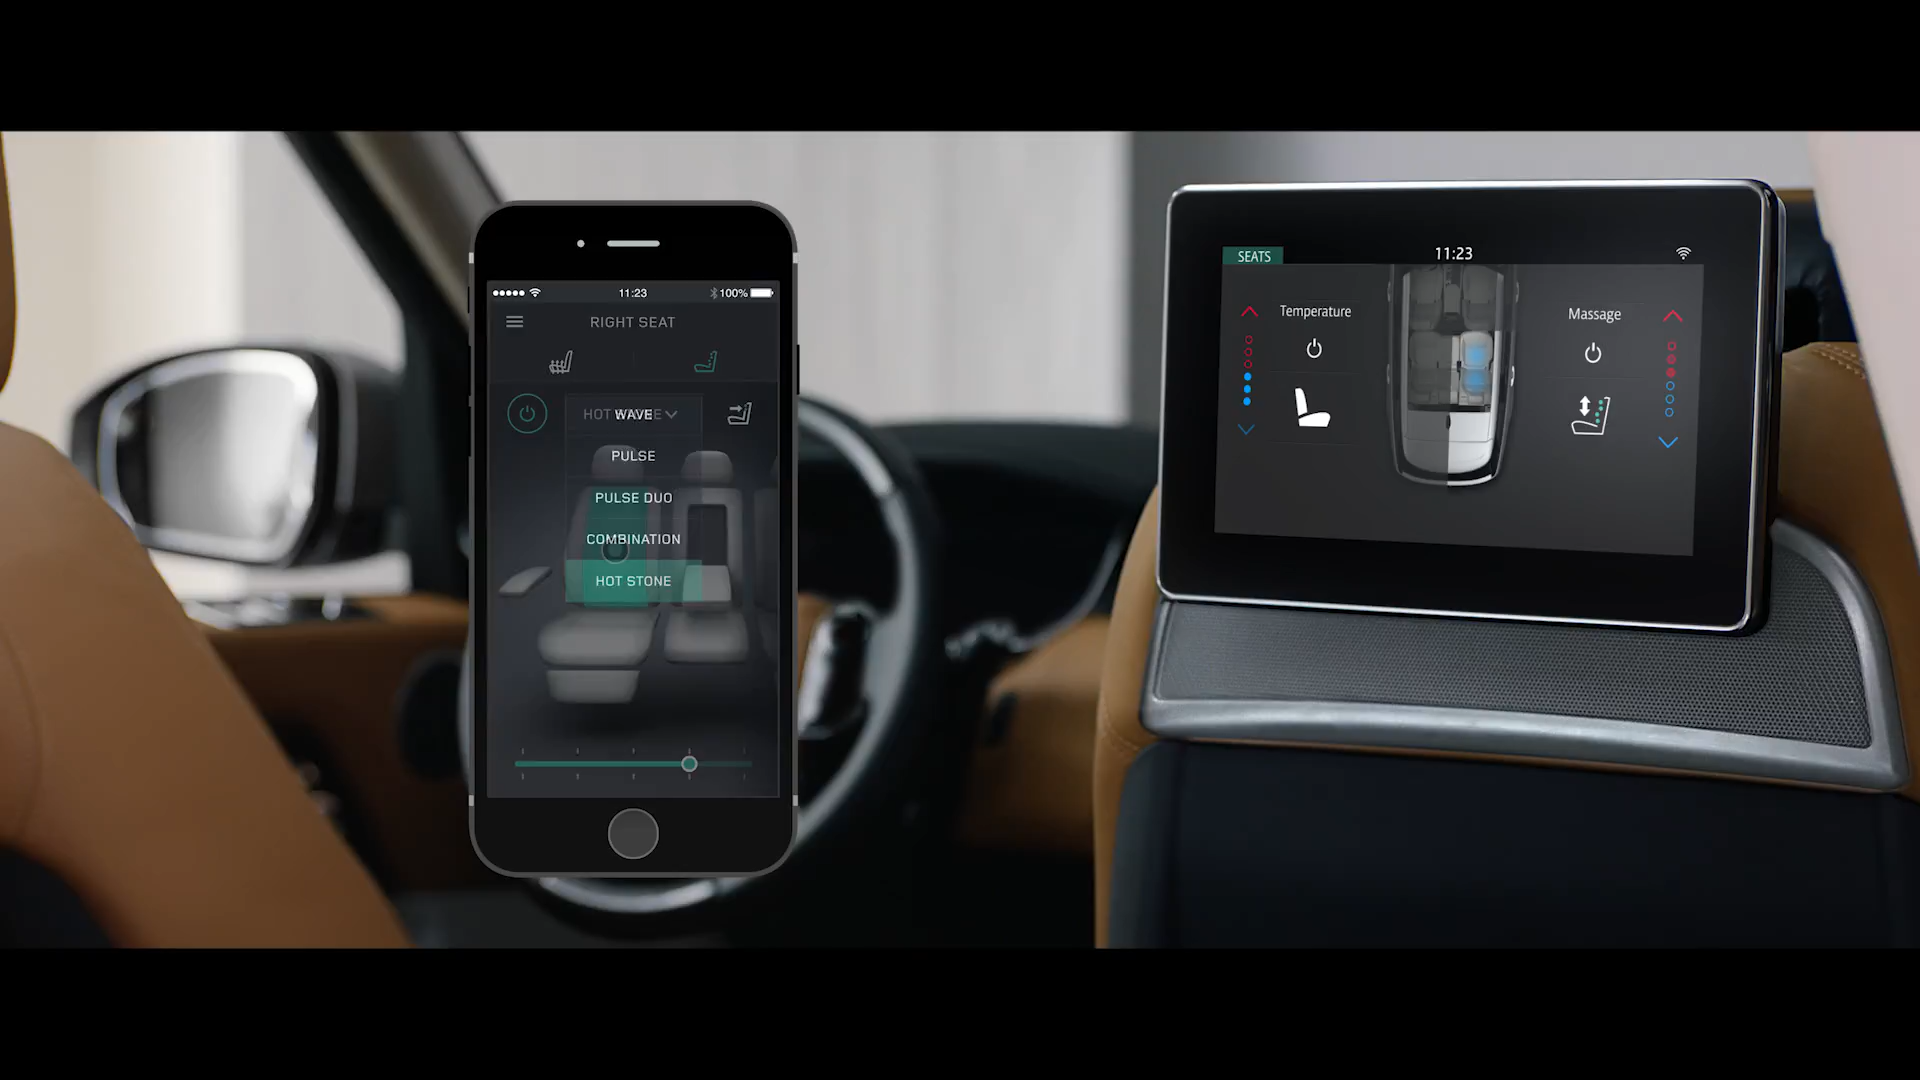 11:23
100%
RIGHT SEAT
HOT
WAVE
PULSE
PULSE DUO
COMBINATION
HOT STONE
SEATS
11:23
Temperature
Massage